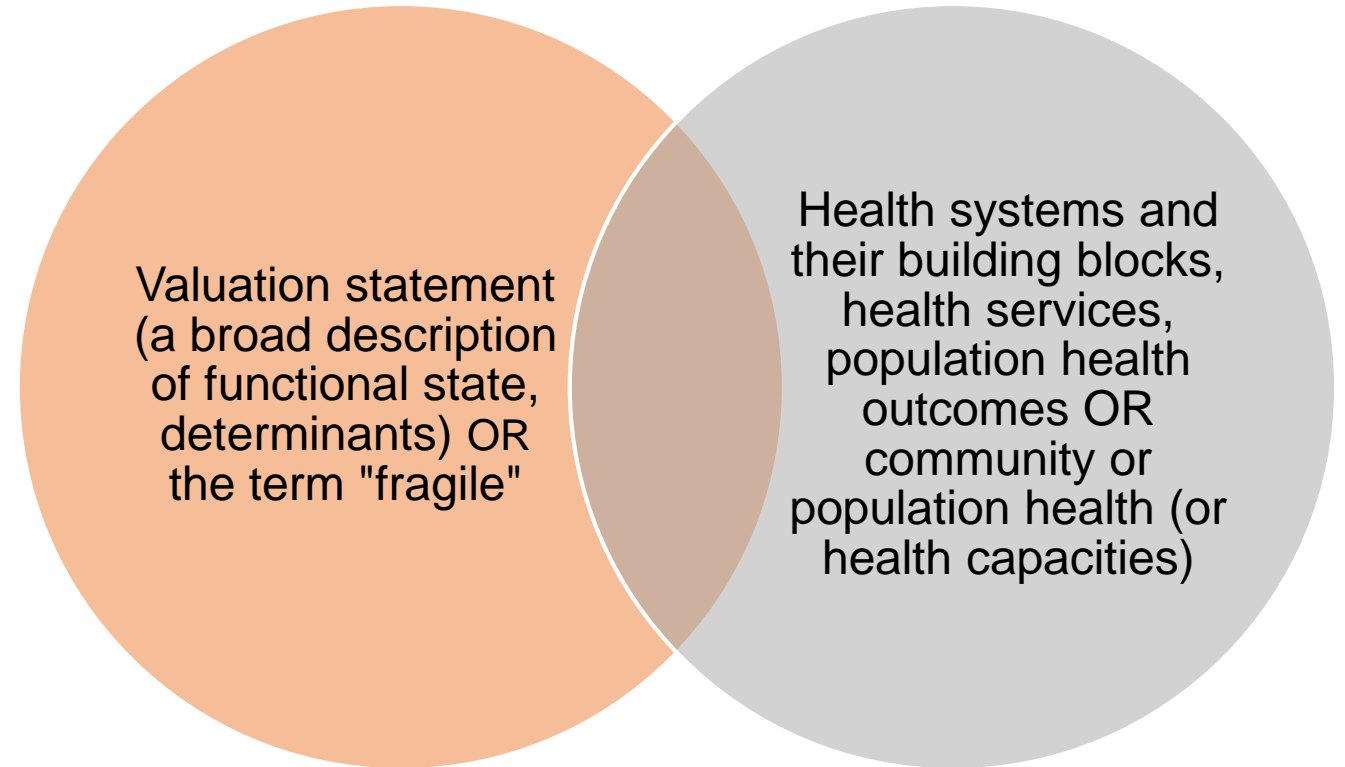 Valuation statement
(a broad description
of functional state,
determinants) OR
the term "fragile"
Health systems and
their building blocks,
health services,
population health
outcomes OR
community or
population health (or
health capacities)